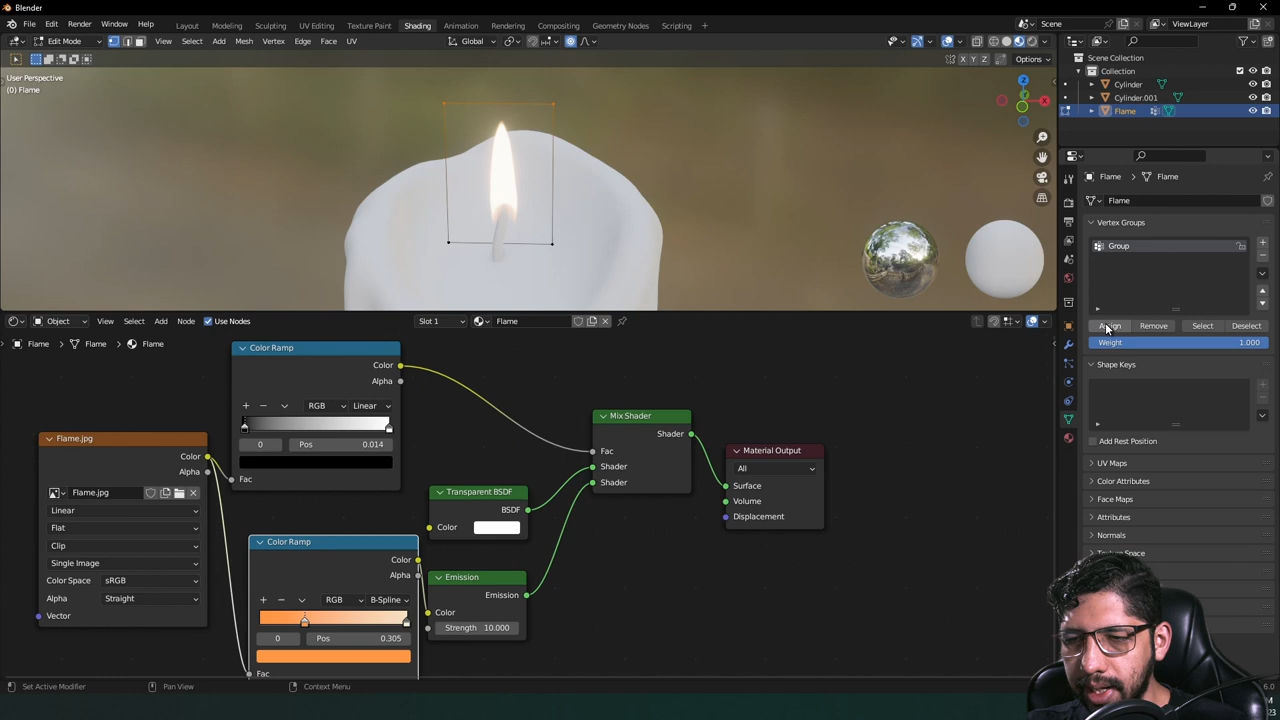 Blender
File Edit Render Window Help Layout Modeling Sculpting UV Editing Texture Paint Shading Animation Rendering Compositing Geometry Nodes Scripting + Scene ViewLayer
Edit Mode View Select Add Mesh Vertex Edge Face UV Global
X Y Z Options
User Perspective
(0) Flame
Z
X
Scene Collection
Collection
Cylinder
Cylinder.001
Flame
Flame Flame
Flame
Vertex Groups
Group
Assign Remove Select Deselect
Weight 1.000
Shape Keys
Add Rest Position
UV Maps
Color Attributes
Face Maps
Attributes
Normals
Texture Space
Object View Select Add Node Use Nodes Slot 1 Flame
Flame Flame Flame
Color Ramp
Color
Alpha
RGB Linear
0 Pos 0.014
Fac
Flame.jpg
Color
Alpha
Flame.jpg
Linear
Flat
Clip
Single Image
Color Space sRGB
Alpha Straight
Vector
Color Ramp
Color
Alpha
RGB B-Spline
0 Pos 0.305
Fac
Transparent BSDF
BSDF
Color
Emission
Emission
Color
Strength 10.000
Mix Shader
Shader
Fac
Shader
Shader
Material Output
All
Surface
Volume
Displacement
Set Active Modifier Pan View Context Menu